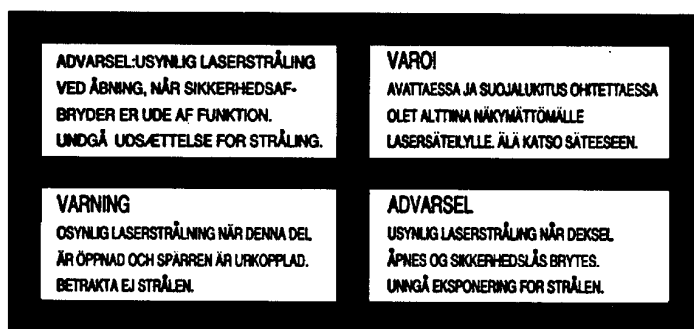 ADVARSEL:USYNLIG LASERSTRÅLING
VED ÅBNING, NÅR SIKKERHEDSAF-
BRYDER ER UDE AF FUNKTION.
UNDGÅ UDSÆTTELSE FOR STRÅLING.
VARO!
AVATTAESSA JA SUOJALUKITUS OHITETTAESSA
OLET ALTTIINA NÄKYMÄTTÖMÄLLE
LASERSÄTEILYLLE. ÄLÄ KATSO SÄTEESEEN.
VARNING
OSYNLIG LASERSTRÅLNING NÄR DENNA DEL
ÄR ÖPPNAD OCH SPÄRREN ÄR URKOPPLAD.
BETRAKTA EJ STRÅLEN.
ADVARSEL
USYNLIG LASERSTRÅLING NÅR DEKSEL
ÅPNES OG SIKKERHEDSLÅS BRYTES.
UNNGÅ EKSPONERING FOR STRÅLEN.